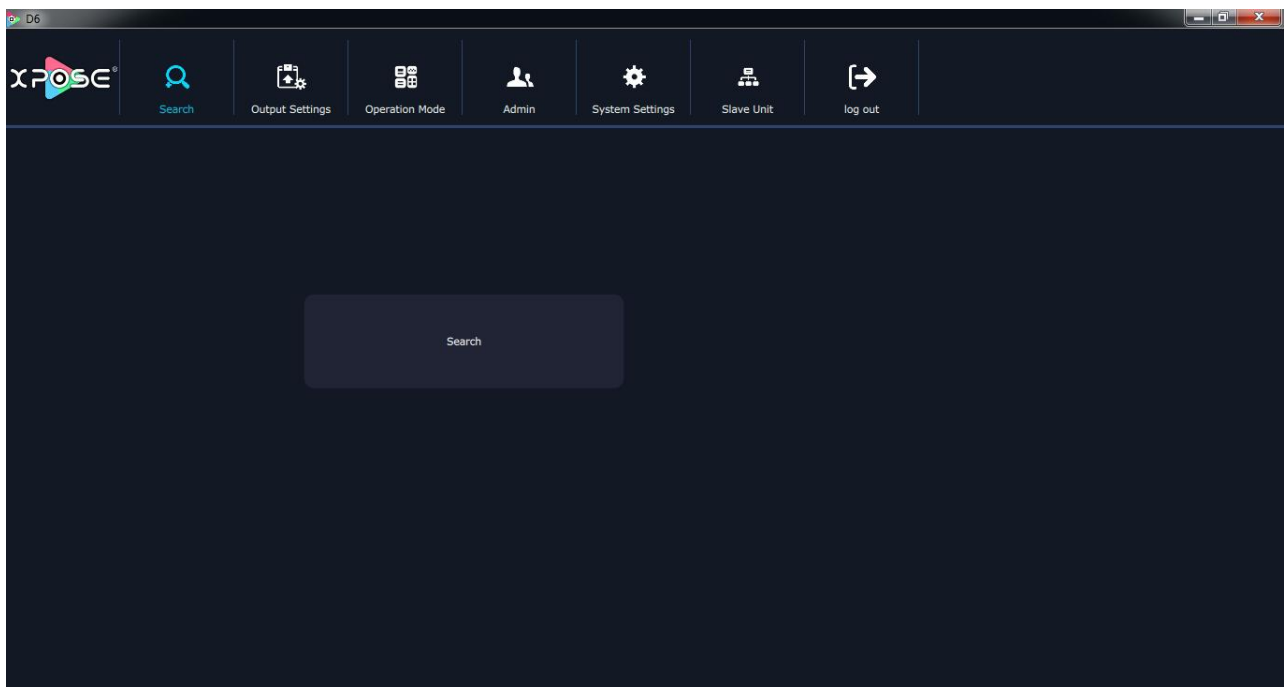 D6
XPOSE®
Search
Output Settings
Operation Mode
Admin
System Settings
Slave Unit
log out
Search